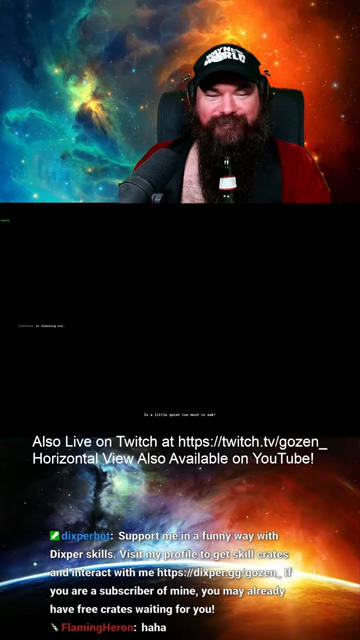 WAYNE'S
WORLD
is bleeding out.
Is a little quiet too much to ask!
Also Live on Twitch at https://twitch.tv/gozen_
Horizontal View Also Available on YouTube!
dixperbot: Support me in a funny way with
Dixper skills. Visit my profile to get skill crates
and interact with me https://dixper.gg/gozen_ If
you are a subscriber of mine, you may already
have free crates waiting for you!
FlamingHeron: haha